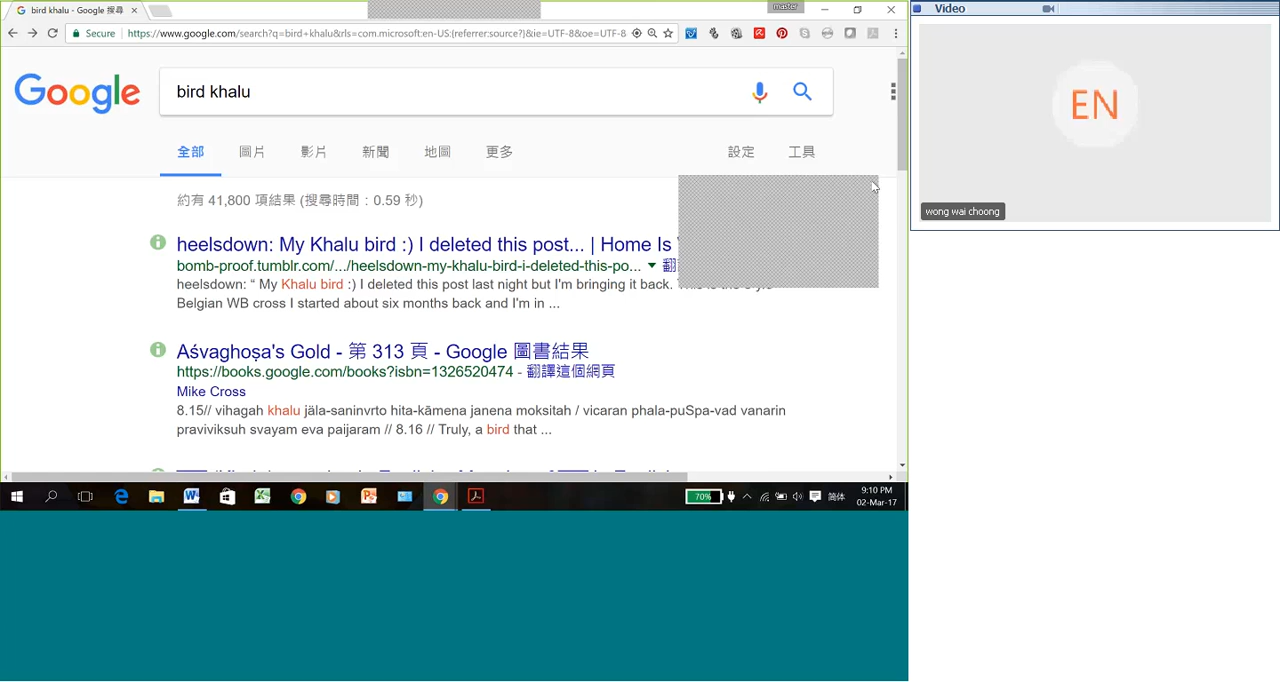 bird khalu - Google 搜尋
master
Video
Secure
https://www.google.com/search?q=bird+khalu&rls=com.microsoft:en-US:{referrer:source?}&ie=UTF-8&oe=UTF-8
Google
bird khalu
EN
全部 圖片 影片 新聞 地圖 更多 設定 工具
約有 41,800 項結果 (搜尋時間：0.59 秒)
wong wai choong
heelsdown: My Khalu bird :) I deleted this post... | Home Is
bomb-proof.tumblr.com/.../heelsdown-my-khalu-bird-i-deleted-this-po... 翻
heelsdown: “ My Khalu bird :) I deleted this post last night but I'm bringing it back.
Belgian WB cross I started about six months back and I'm in ...
Aśvaghoṣa's Gold - 第 313 頁 - Google 圖書結果
https://books.google.com/books?isbn=1326520474 - 翻譯這個網頁
Mike Cross
8.15// vihagah khalu jäla-saninvrto hita-kāmena janena moksitah / vicaran phala-puSpa-vad vanarin
praviviksuh svayam eva paijaram // 8.16 // Truly, a bird that ...
70%
简体
9:10 PM
02-Mar-17